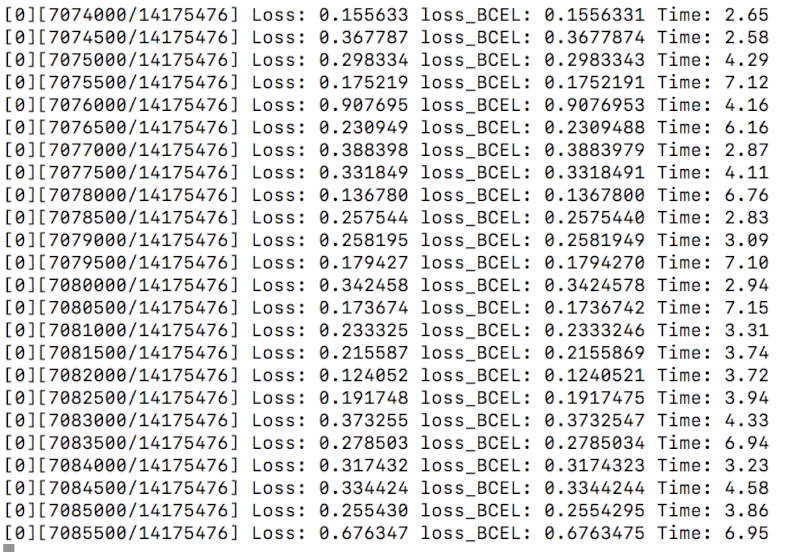 [0][7074000/14175476] Loss: 0.155633 loss_BCEL: 0.1556331 Time: 2.65
[0][7074500/14175476] Loss: 0.367787 loss_BCEL: 0.3677874 Time: 2.58
[0][7075000/14175476] Loss: 0.298334 loss_BCEL: 0.2983343 Time: 4.29
[0][7075500/14175476] Loss: 0.175219 loss_BCEL: 0.1752191 Time: 7.12
[0][7076000/14175476] Loss: 0.907695 loss_BCEL: 0.9076953 Time: 4.16
[0][7076500/14175476] Loss: 0.230949 loss_BCEL: 0.2309488 Time: 6.16
[0][7077000/14175476] Loss: 0.388398 loss_BCEL: 0.3883979 Time: 2.87
[0][7077500/14175476] Loss: 0.331849 loss_BCEL: 0.3318491 Time: 4.11
[0][7078000/14175476] Loss: 0.136780 loss_BCEL: 0.1367800 Time: 6.76
[0][7078500/14175476] Loss: 0.257544 loss_BCEL: 0.2575440 Time: 2.83
[0][7079000/14175476] Loss: 0.258195 loss_BCEL: 0.2581949 Time: 3.09
[0][7079500/14175476] Loss: 0.179427 loss_BCEL: 0.1794270 Time: 7.10
[0][7080000/14175476] Loss: 0.342458 loss_BCEL: 0.3424578 Time: 2.94
[0][7080500/14175476] Loss: 0.173674 loss_BCEL: 0.1736742 Time: 7.15
[0][7081000/14175476] Loss: 0.233325 loss_BCEL: 0.2333246 Time: 3.31
[0][7081500/14175476] Loss: 0.215587 loss_BCEL: 0.2155869 Time: 3.74
[0][7082000/14175476] Loss: 0.124052 loss_BCEL: 0.1240521 Time: 3.72
[0][7082500/14175476] Loss: 0.191748 loss_BCEL: 0.1917475 Time: 3.94
[0][7083000/14175476] Loss: 0.373255 loss_BCEL: 0.3732547 Time: 4.33
[0][7083500/14175476] Loss: 0.278503 loss_BCEL: 0.2785034 Time: 6.94
[0][7084000/14175476] Loss: 0.317432 loss_BCEL: 0.3174323 Time: 3.23
[0][7084500/14175476] Loss: 0.334424 loss_BCEL: 0.3344244 Time: 4.58
[0][7085000/14175476] Loss: 0.255430 loss_BCEL: 0.2554295 Time: 3.86
[0][7085500/14175476] Loss: 0.676347 loss_BCEL: 0.6763475 Time: 6.95